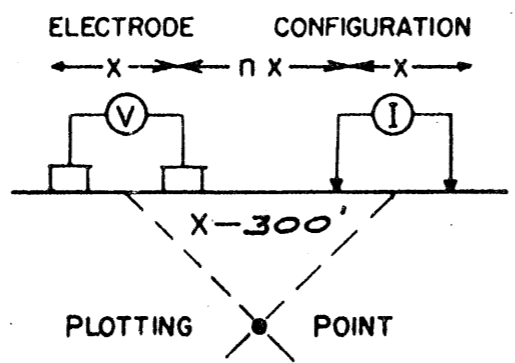 ELECTRODE CONFIGURATION
X n X X
V I
X-300'
PLOTTING POINT